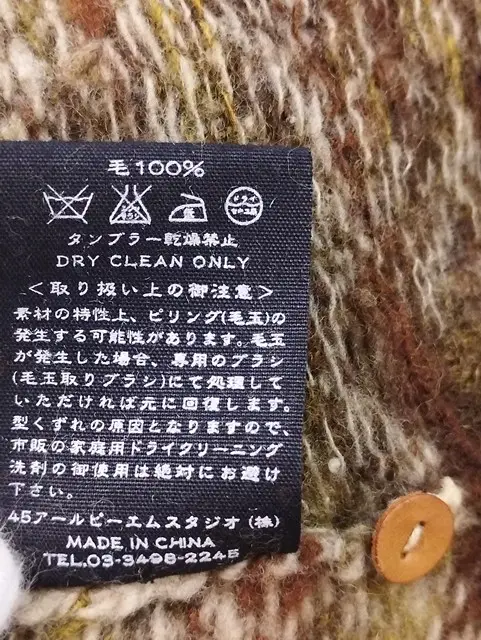 毛100%
ドライ
タンブラー乾燥禁止
DRY CLEAN ONLY
<取り扱い上の御注意>
素材の特性上、ピリング(毛玉)の
発生する可能性があります。毛玉
が発生した場合、専用のブラシ
(毛玉取りブラシ)にて処理して
いただければ元に回復します。
型くずれの原因となりますので、
市販の家庭用ドライクリーニング
洗剤の御使用は絶対にお避け
下さい。
45アールピーエムスタジオ(株)
MADE IN CHINA
TEL.03-3498-2245